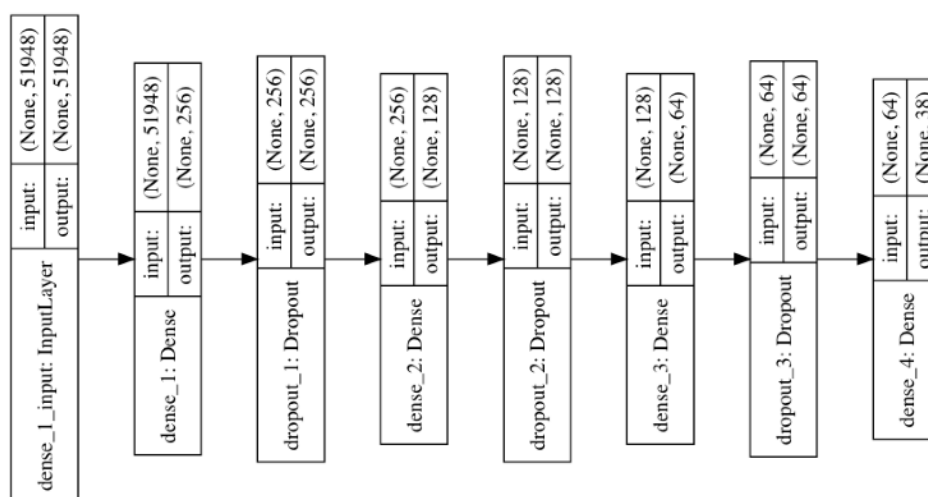 dense_1_input: InputLayer
input: (None, 51948)
output: (None, 51948)
dense_1: Dense
input: (None, 51948)
output: (None, 256)
dropout_1: Dropout
input: (None, 256)
output: (None, 256)
dense_2: Dense
input: (None, 256)
output: (None, 128)
dropout_2: Dropout
input: (None, 128)
output: (None, 128)
dense_3: Dense
input: (None, 128)
output: (None, 64)
dropout_3: Dropout
input: (None, 64)
output: (None, 64)
dense_4: Dense
input: (None, 64)
output: (None, 38)